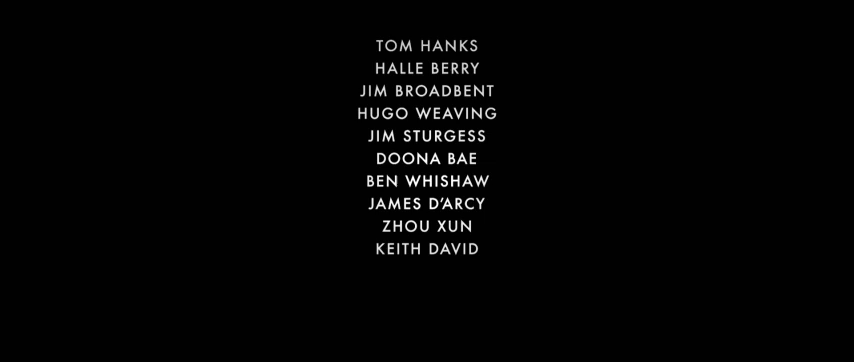 TOM HANKS
HALLE BERRY
JIM BROADBENT
HUGO WEAVING
JIM STURGESS
DOONA BAE
BEN WHISHAW
JAMES D'ARCY
ZHOU XUN
KEITH DAVID